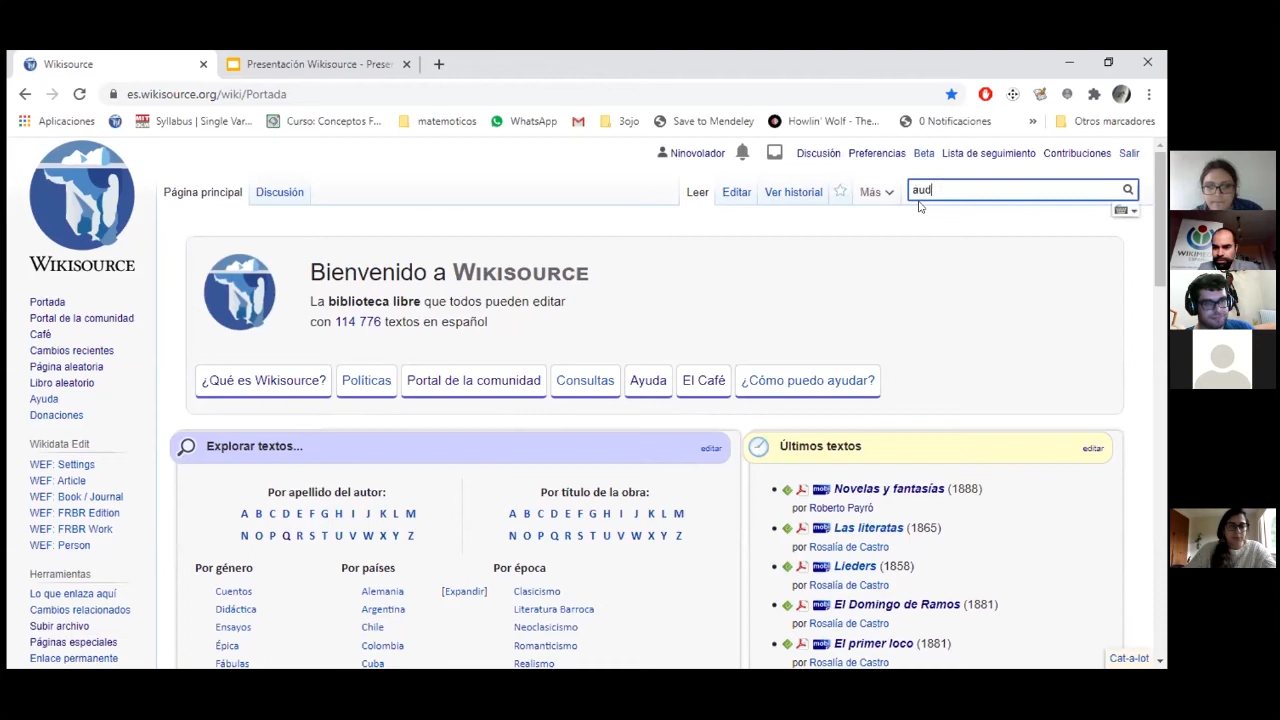 Wikisource
Presentación Wikisource - Preser
es.wikisource.org/wiki/Portada
Aplicaciones
Syllabus | Single Var...
Curso: Conceptos F...
matemoticos
WhatsApp
3ojo
Save to Mendeley
Howlin' Wolf - The...
0 Notificaciones
»
Otros marcadores
Ninovolador
Discusión
Preferencias
Beta
Lista de seguimiento
Contribuciones
Salir
Página principal
Discusión
Leer
Editar
Ver historial
Más
aud
WIKISOURCE
Portada
Portal de la comunidad
Café
Cambios recientes
Página aleatoria
Libro aleatorio
Ayuda
Donaciones
Wikidata Edit
WEF: Settings
WEF: Article
WEF: Book / Journal
WEF: FRBR Edition
WEF: FRBR Work
WEF: Person
Herramientas
Lo que enlaza aquí
Cambios relacionados
Subir archivo
Páginas especiales
Enlace permanente
Bienvenido a WIKISOURCE
La biblioteca libre que todos pueden editar
con 114 776 textos en español
¿Qué es Wikisource?
Políticas
Portal de la comunidad
Consultas
Ayuda
El Café
¿Cómo puedo ayudar?
Explorar textos...
editar
Por apellido del autor:
A B C D E F G H I J K L M
N O P Q R S T U V W X Y Z
Por título de la obra:
A B C D E F G H I J K L M
N O P Q R S T U V W X Y Z
Por género
Cuentos
Didáctica
Ensayos
Épica
Fábulas
Por países
[Expandir]
Alemania
Argentina
Chile
Colombia
Cuba
Por época
Clasicismo
Literatura Barroca
Neoclasicismo
Romanticismo
Realismo
Últimos textos
editar
Novelas y fantasías (1888)
por Roberto Payró
Las literatas (1865)
por Rosalía de Castro
Lieders (1858)
por Rosalía de Castro
El Domingo de Ramos (1881)
por Rosalía de Castro
El primer loco (1881)
por Rosalía de Castro
Cat-a-lot